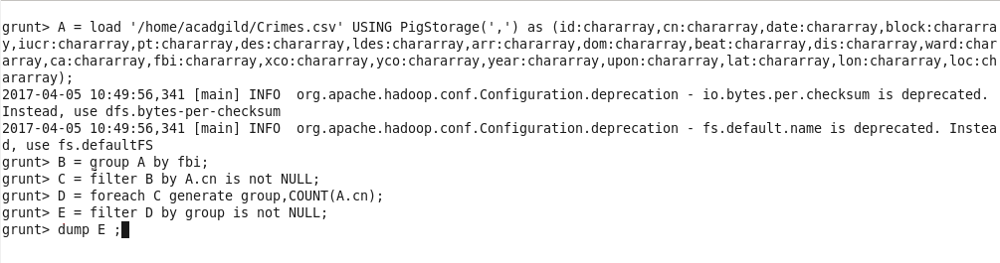 grunt> A = load '/home/acadgild/Crimes.csv' USING PigStorage(',') as (id:chararray,cn:chararray,date:chararray,block:chararra
y,iucr:chararray,pt:chararray,des:chararray,ldes:chararray,arr:chararray,dom:chararray,beat:chararray,dis:chararray,ward:char
array,ca:chararray,fbi:chararray,xco:chararray,yco:chararray,year:chararray,upon:chararray,lat:chararray,lon:chararray,loc:ch
ararray);
2017-04-05 10:49:56,341 [main] INFO  org.apache.hadoop.conf.Configuration.deprecation - io.bytes.per.checksum is deprecated.
Instead, use dfs.bytes-per-checksum
2017-04-05 10:49:56,341 [main] INFO  org.apache.hadoop.conf.Configuration.deprecation - fs.default.name is deprecated. Instea
d, use fs.defaultFS
grunt> B = group A by fbi;
grunt> C = filter B by A.cn is not NULL;
grunt> D = foreach C generate group,COUNT(A.cn);
grunt> E = filter D by group is not NULL;
grunt> dump E ;